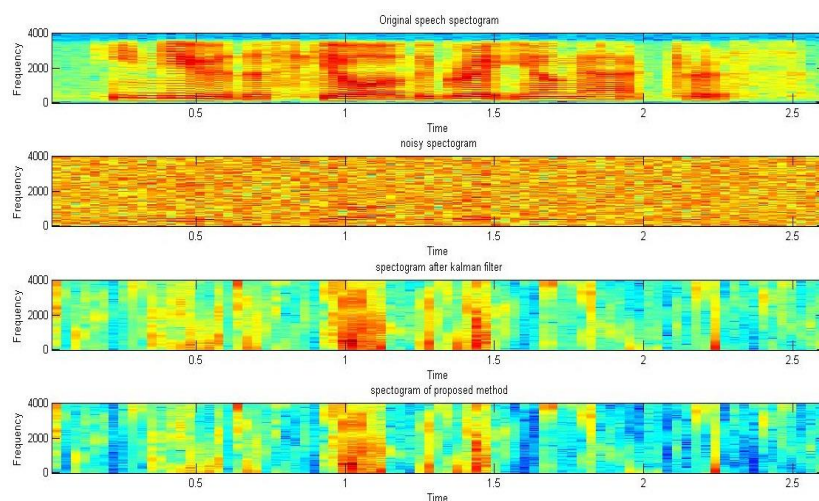 Original speech spectogram
4000
2000
0
Frequency
0.5 1 1.5 2 2.5
Time
noisy spectogram
4000
2000
0
Frequency
0.5 1 1.5 2 2.5
Time
spectogram after kalman filter
4000
2000
0
Frequency
0.5 1 1.5 2 2.5
Time
spectogram of proposed method
4000
2000
0
Frequency
0.5 1 1.5 2 2.5
Time